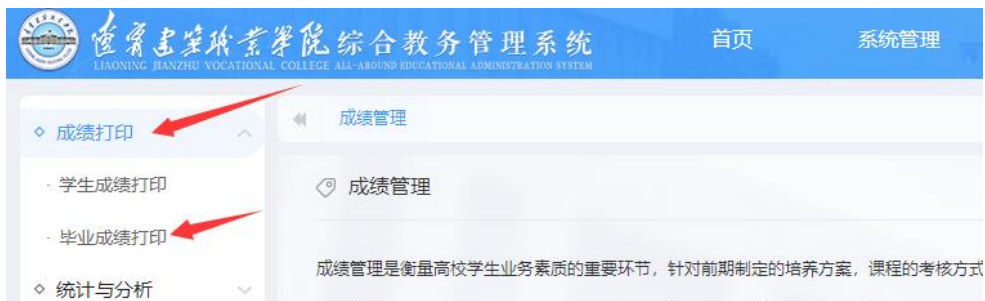 辽宁建筑职业学院综合教务管理系统
首页
系统管理
LIAONING JIANZHU VOCATIONAL COLLEGE ALL-AROUND EDUCATIONAL ADMINISTRATION SYSTEM
成绩打印
成绩管理
学生成绩打印
成绩管理
毕业成绩打印
成绩管理是衡量高校学生业务素质的重要环节，针对前期制定的培养方案，课程的考核方式
统计与分析